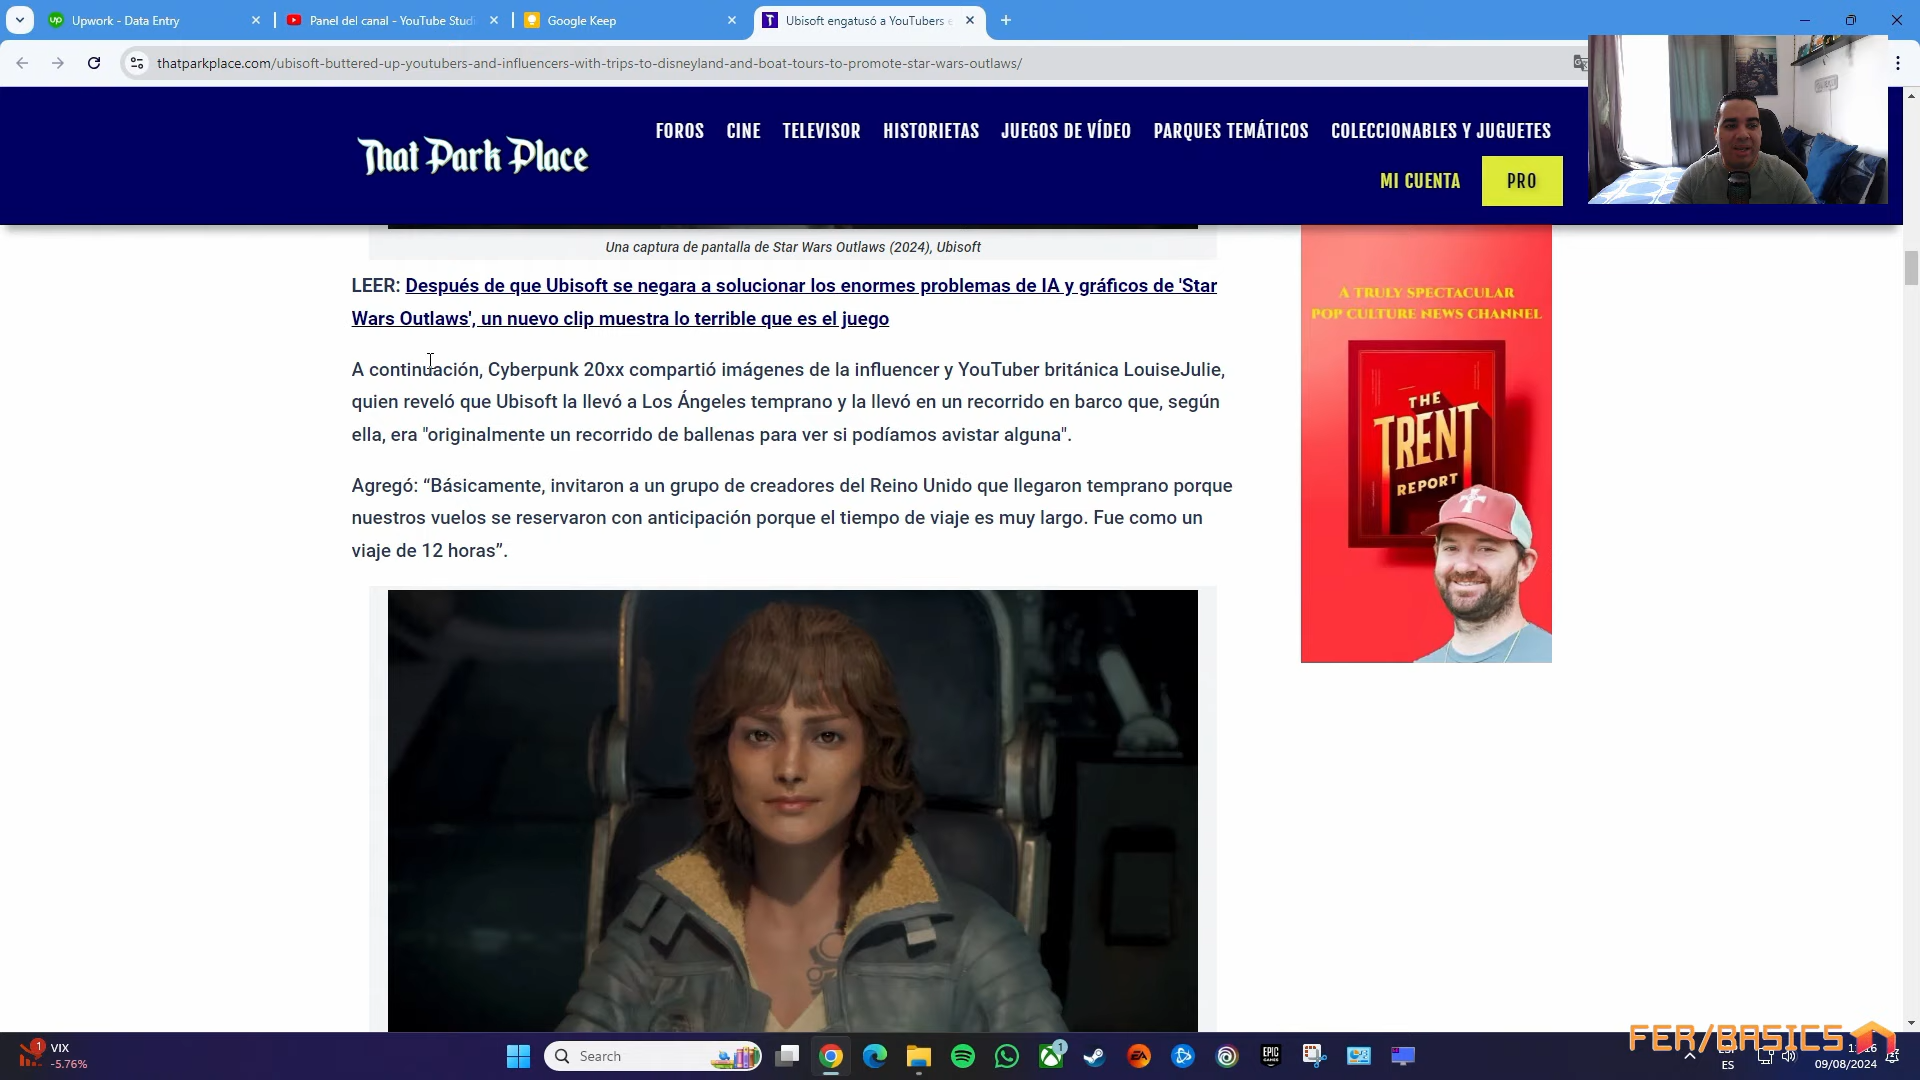 Upwork - Data Entry
Panel del canal - YouTube Studi
Google Keep
Ubisoft engatusó a YouTubers e
thatparkplace.com/ubisoft-buttered-up-youtubers-and-influencers-with-trips-to-disneyland-and-boat-tours-to-promote-star-wars-outlaws/
That Park Place
FOROS CINE TELEVISOR HISTORIETAS JUEGOS DE VÍDEO PARQUES TEMÁTICOS COLECCIONABLES Y JUGUETES
MI CUENTA PRO
Una captura de pantalla de Star Wars Outlaws (2024), Ubisoft
LEER: Después de que Ubisoft se negara a solucionar los enormes problemas de IA y gráficos de 'Star
Wars Outlaws', un nuevo clip muestra lo terrible que es el juego
A continuación, Cyberpunk 20xx compartió imágenes de la influencer y YouTuber británica LouiseJulie,
quien reveló que Ubisoft la llevó a Los Ángeles temprano y la llevó en un recorrido en barco que, según
ella, era "originalmente un recorrido de ballenas para ver si podíamos avistar alguna".
Agregó: “Básicamente, invitaron a un grupo de creadores del Reino Unido que llegaron temprano porque
nuestros vuelos se reservaron con anticipación porque el tiempo de viaje es muy largo. Fue como un
viaje de 12 horas”.
A TRULY SPECTACULAR
POP CULTURE NEWS CHANNEL
THE
TRENT
REPORT
1
VIX
-5.76%
Search
1
EA
EPIC
GAMES
FER/BASICS
ES
09/08/2024